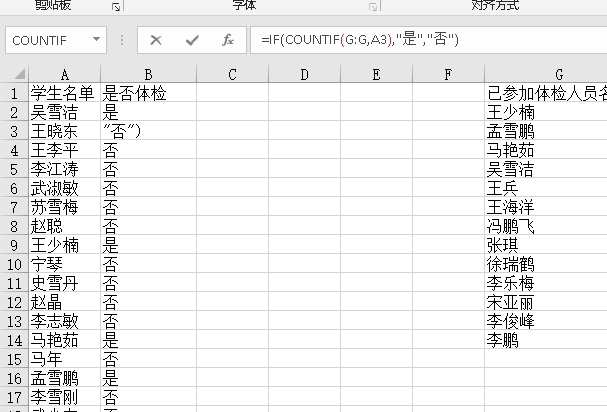 剪贴板 字体 对齐方式
COUNTIF =IF(COUNTIF(G:G,A3),"是","否")
A B C D E F G
1 学生名单 是否体检 已参加体检人员名
2 吴雪洁 是 王少楠
3 王晓东 "否") 孟雪鹏
4 王李平 否 马艳茹
5 李江涛 否 吴雪洁
6 武淑敏 否 王兵
7 苏雪梅 否 王海洋
8 赵聪 否 冯鹏飞
9 王少楠 是 张琪
10 宁琴 否 徐瑞鹤
11 史雪丹 否 李乐梅
12 赵晶 否 宋亚丽
13 李志敏 否 李俊峰
14 马艳茹 是 李鹏
15 马年 否
16 孟雪鹏 是
17 李雪刚 否